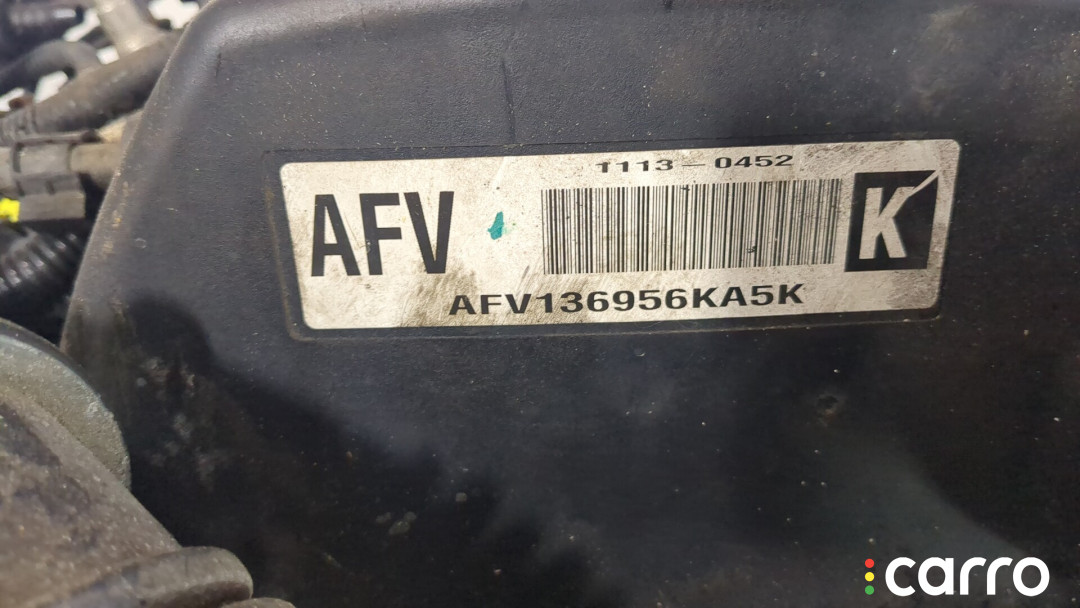 1113-0452
AFV
K
AFV136956KA5K
carro